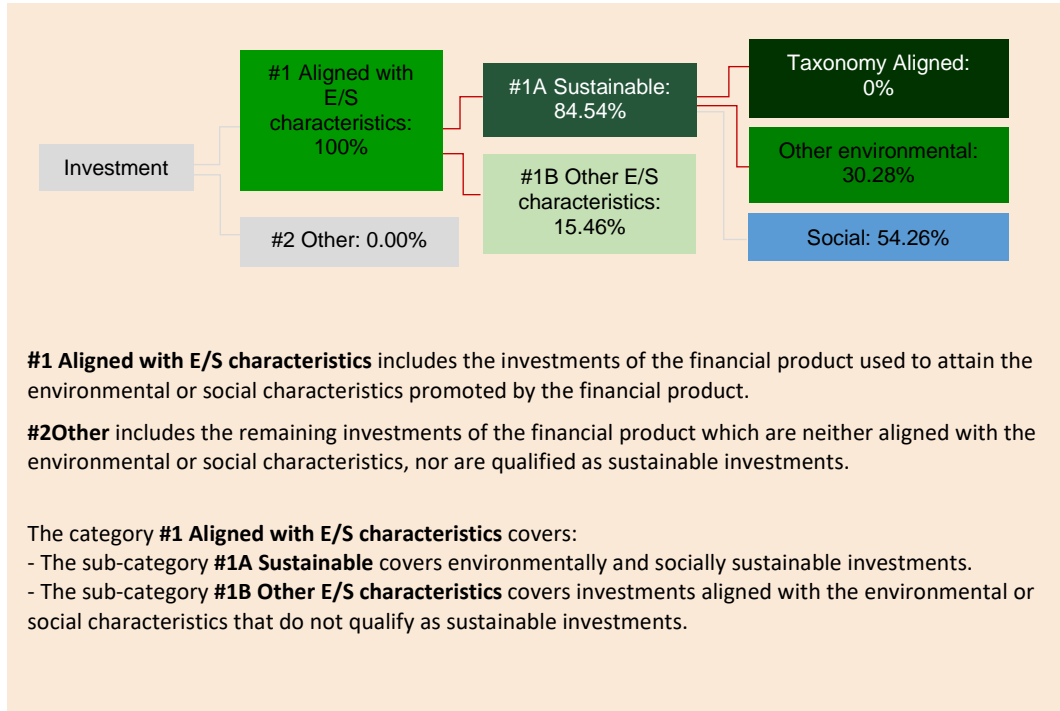 Investment
#1 Aligned with
E/S
characteristics:
100%
#2 Other: 0.00%
#1A Sustainable:
84.54%
#1B Other E/S
characteristics:
15.46%
Taxonomy Aligned:
0%
Other environmental:
30.28%
Social: 54.26%
#1 Aligned with E/S characteristics includes the investments of the financial product used to attain the
environmental or social characteristics promoted by the financial product.
#2Other includes the remaining investments of the financial product which are neither aligned with the
environmental or social characteristics, nor are qualified as sustainable investments.
The category #1 Aligned with E/S characteristics covers:
- The sub-category #1A Sustainable covers environmentally and socially sustainable investments.
- The sub-category #1B Other E/S characteristics covers investments aligned with the environmental or
social characteristics that do not qualify as sustainable investments.